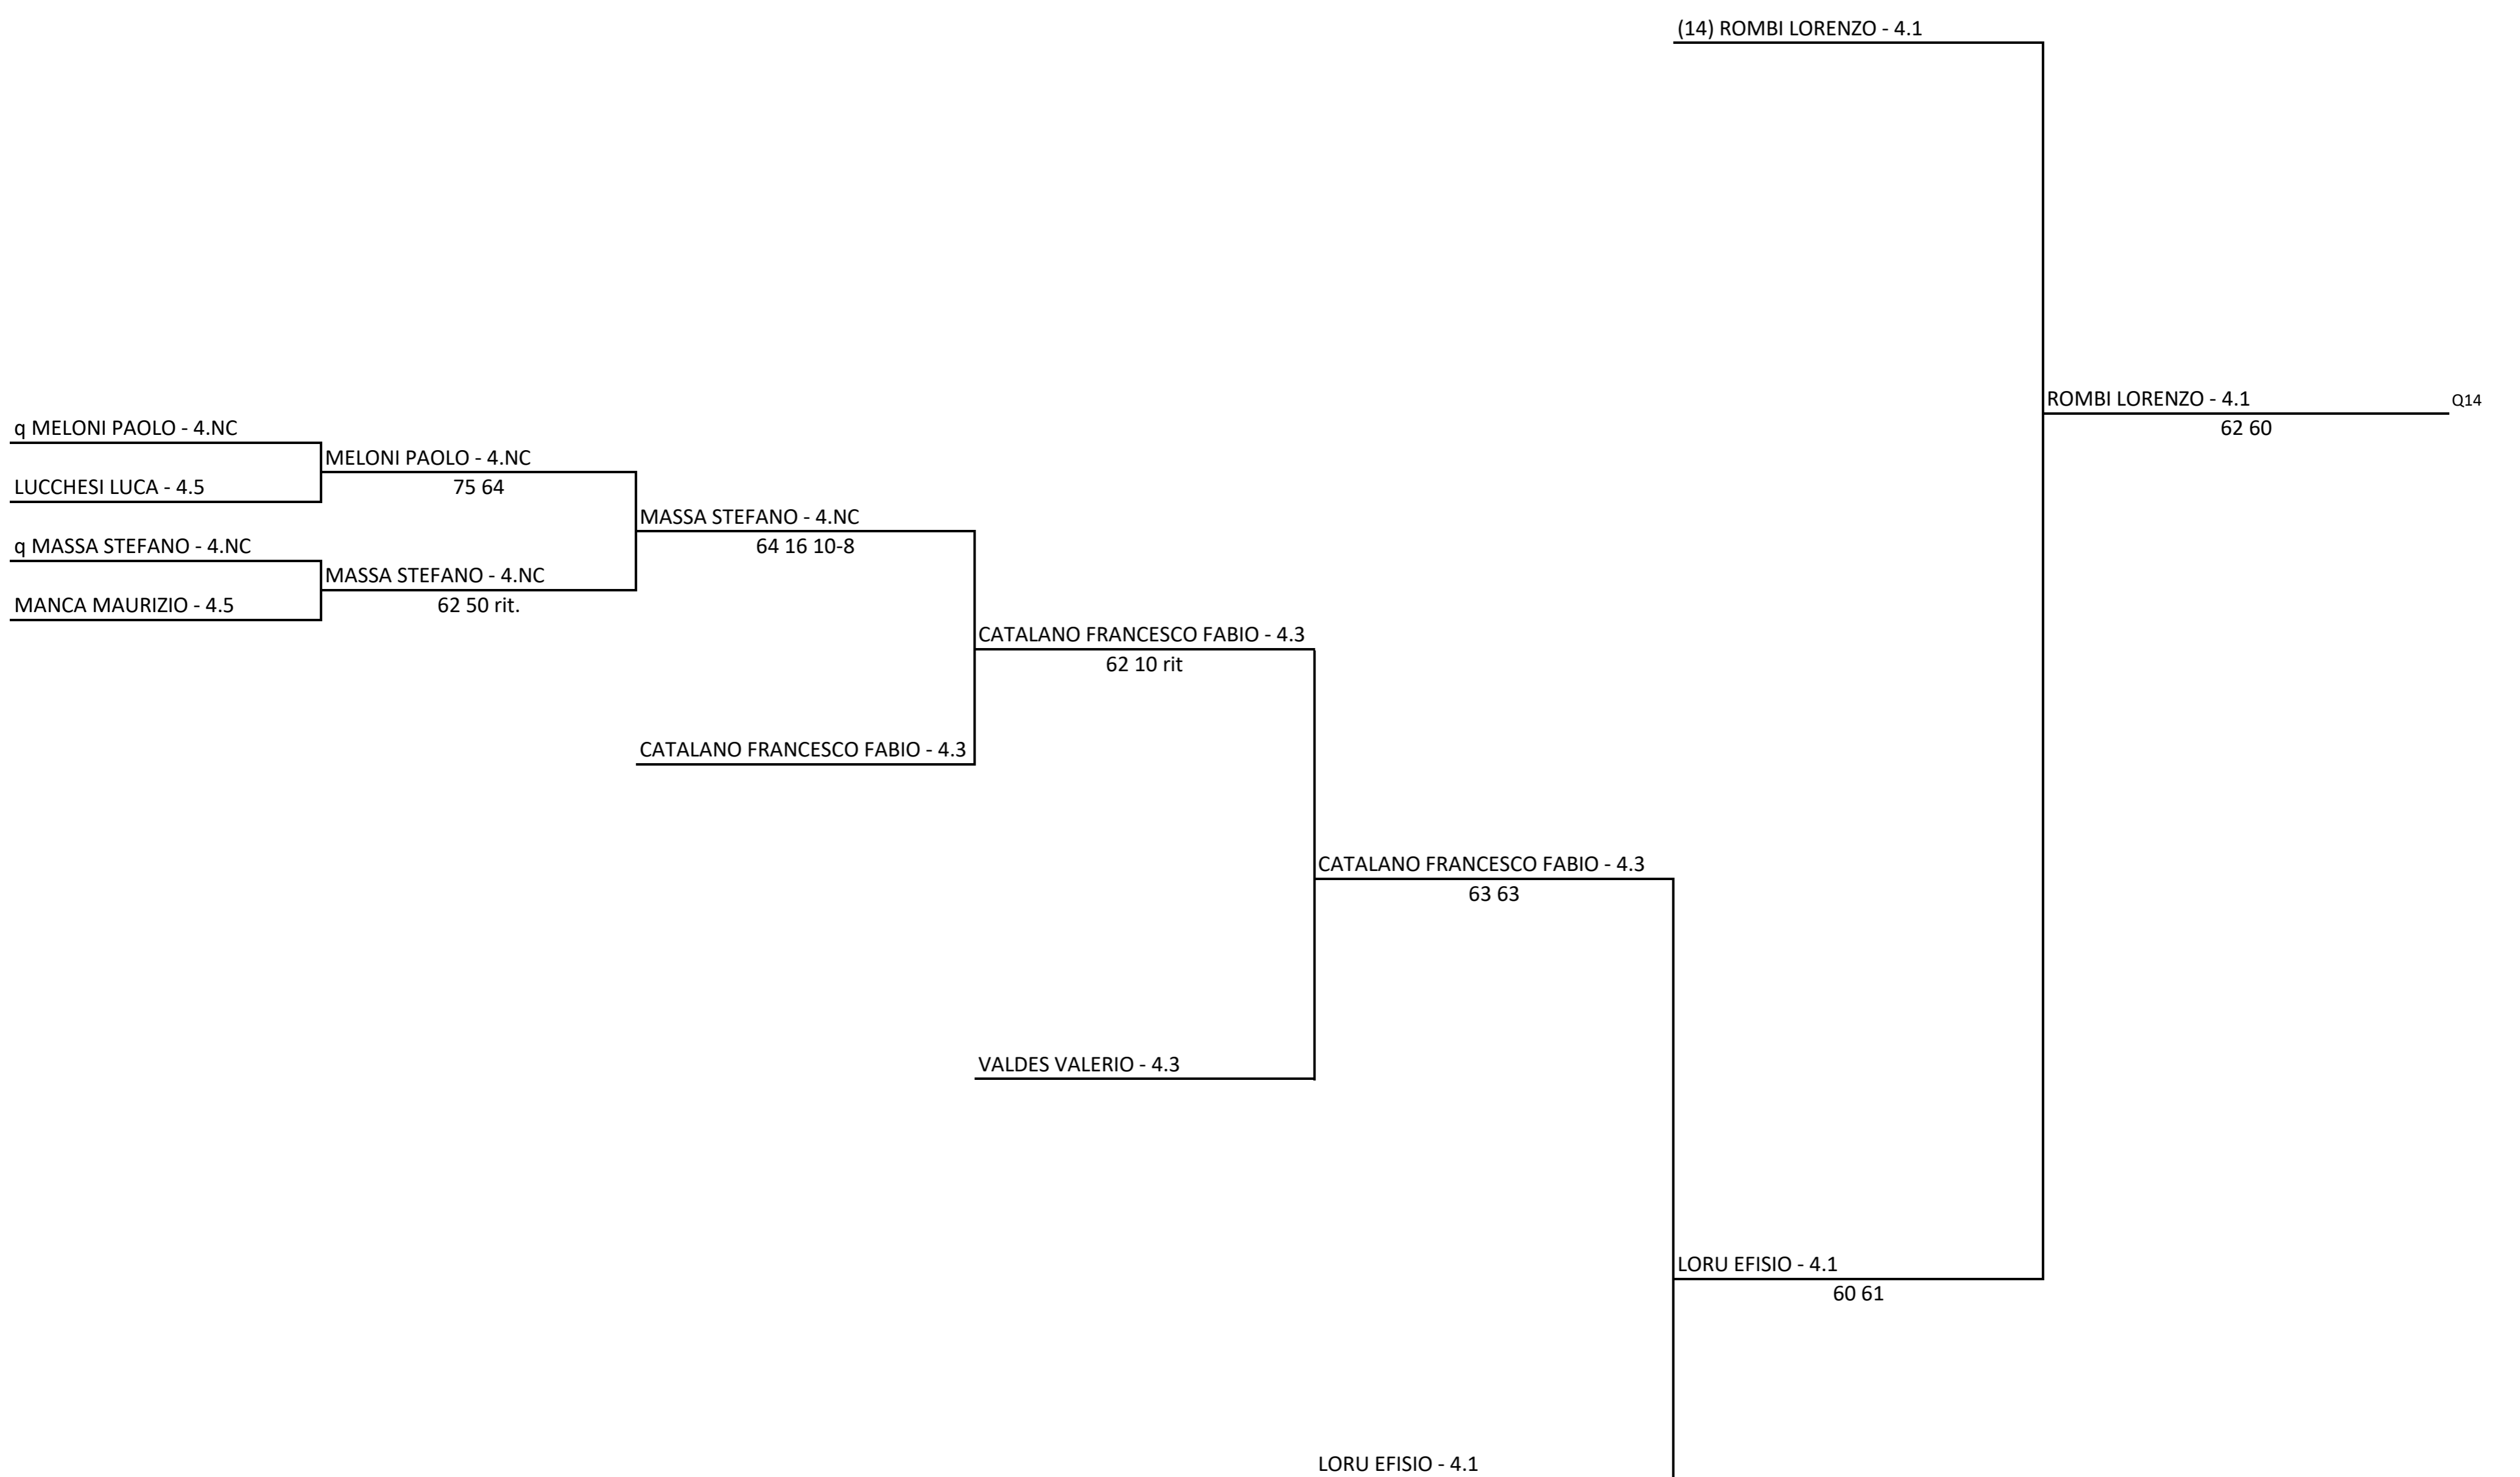 (14) ROMBI LORENZO - 4.1
ROMBI LORENZO - 4.1
Q14
62 60
q MELONI PAOLO - 4.NC
MELONI PAOLO - 4.NC
LUCCHESI LUCA - 4.5
75 64
MASSA STEFANO - 4.NC
q MASSA STEFANO - 4.NC
64 16 10-8
MASSA STEFANO - 4.NC
MANCA MAURIZIO - 4.5
62 50 rit.
CATALANO FRANCESCO FABIO - 4.3
62 10 rit
CATALANO FRANCESCO FABIO - 4.3
CATALANO FRANCESCO FABIO - 4.3
63 63
VALDES VALERIO - 4.3
LORU EFISIO - 4.1
60 61
LORU EFISIO - 4.1